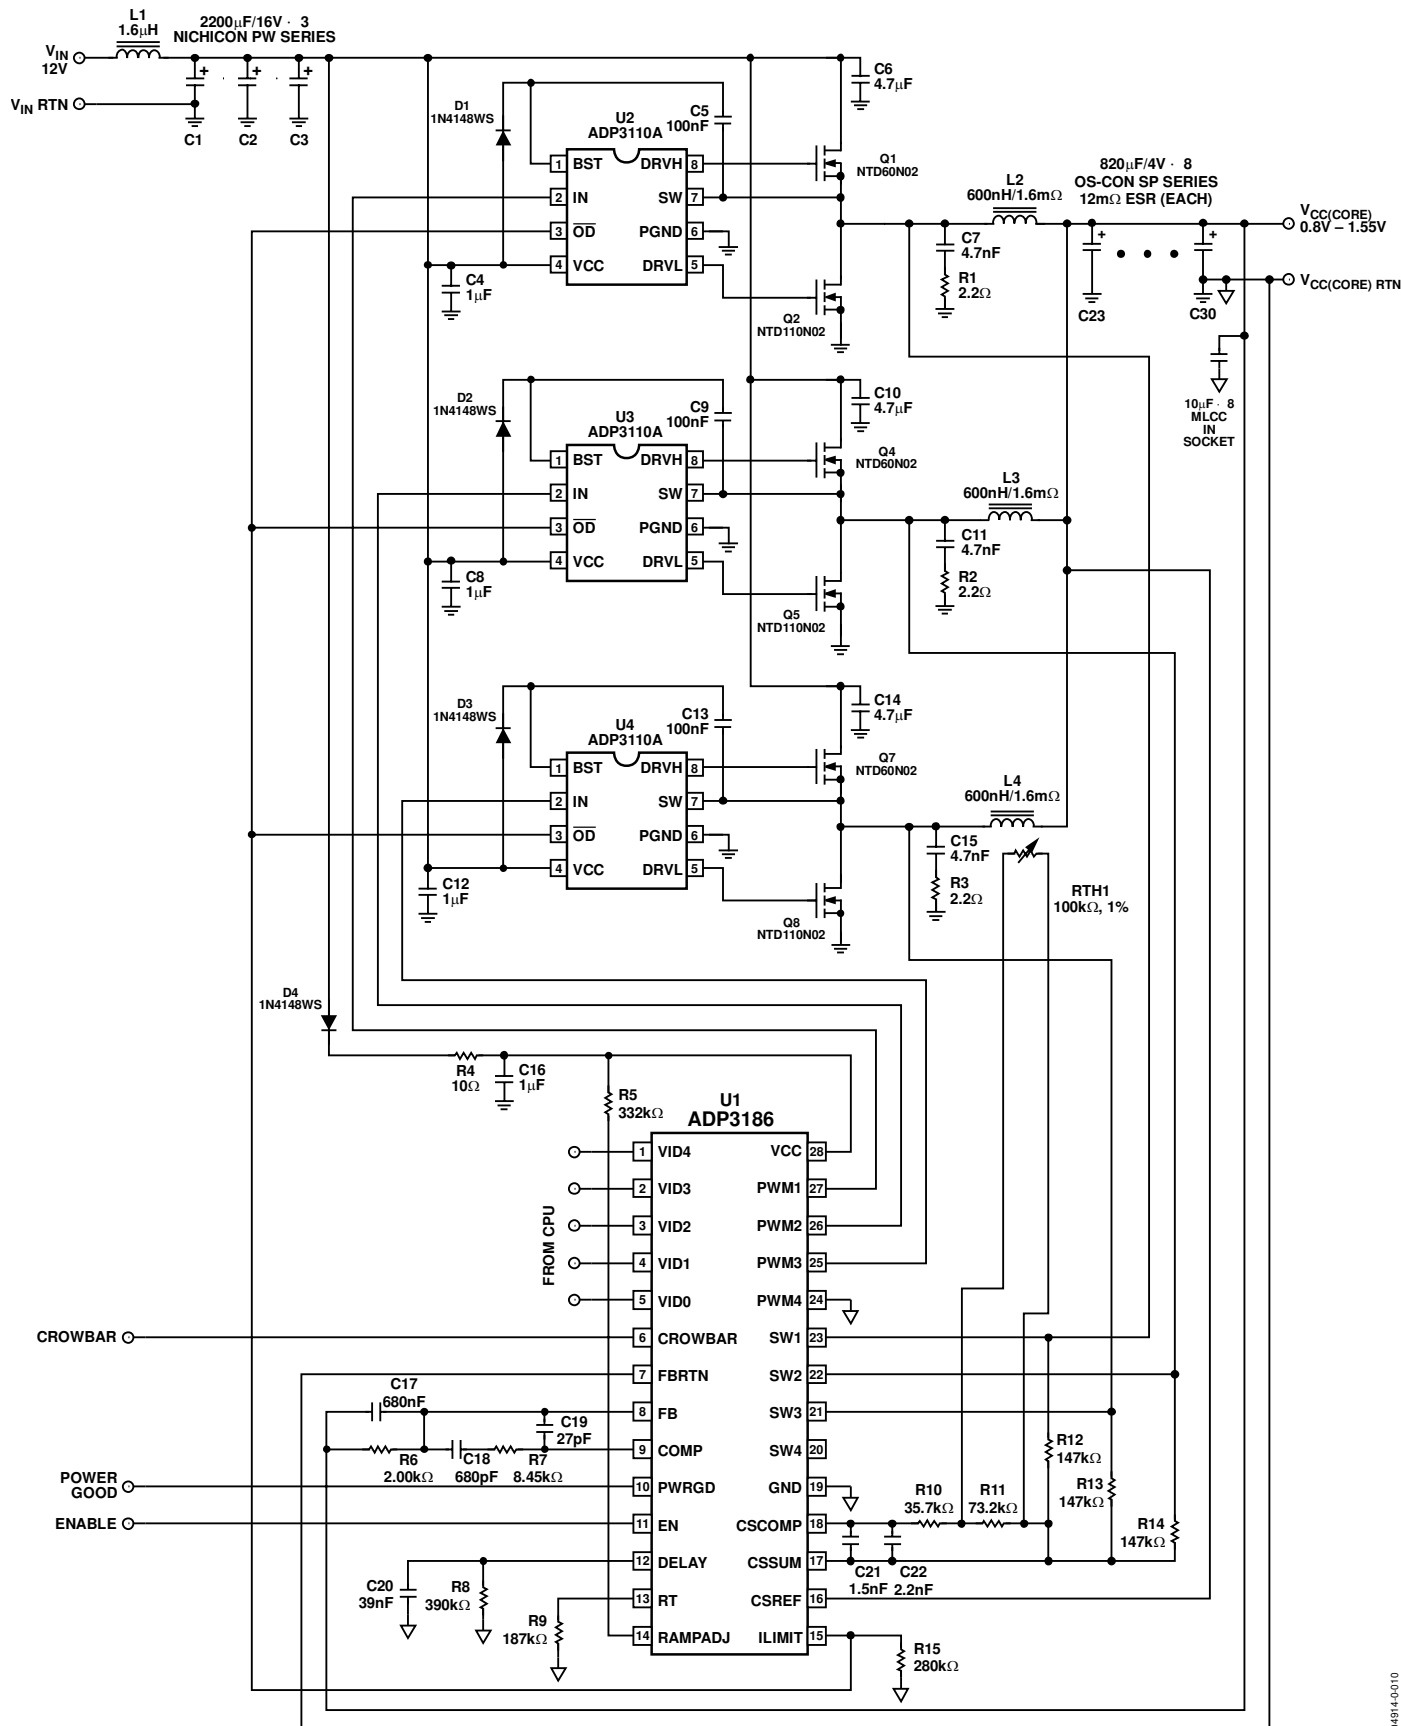 L1
1.6µH
2200µF/16V · 3
NICHICON PW SERIES
VIN
12V
VIN RTN
+
+
+
C1
C2
C3
C6
4.7µF
D1
1N4148WS
U2
ADP3110A
C5
100nF
1 BST DRVH 8
2 IN SW 7
3 OD PGND 6
4 VCC DRVL 5
C4
1µF
Q1
NTD60N02
Q2
NTD110N02
L2
600nH/1.6mΩ
C7
4.7nF
R1
2.2Ω
820µF/4V · 8
OS-CON SP SERIES
12mΩ ESR (EACH)
+
+
C23
C30
VCC(CORE)
0.8V – 1.55V
VCC(CORE) RTN
10µF · 8
MLCC
IN
SOCKET
D2
1N4148WS
U3
ADP3110A
C9
100nF
C10
4.7µF
1 BST DRVH 8
2 IN SW 7
3 OD PGND 6
4 VCC DRVL 5
C8
1µF
Q4
NTD60N02
Q5
NTD110N02
L3
600nH/1.6mΩ
C11
4.7nF
R2
2.2Ω
D3
1N4148WS
U4
ADP3110A
C13
100nF
C14
4.7µF
1 BST DRVH 8
2 IN SW 7
3 OD PGND 6
4 VCC DRVL 5
C12
1µF
Q7
NTD60N02
Q8
NTD110N02
L4
600nH/1.6mΩ
C15
4.7nF
R3
2.2Ω
RTH1
100kΩ, 1%
D4
1N4148WS
R4
10Ω
C16
1µF
R5
332kΩ
U1
ADP3186
FROM CPU
1 VID4 VCC 28
2 VID3 PWM1 27
3 VID2 PWM2 26
4 VID1 PWM3 25
5 VID0 PWM4 24
CROWBAR 6 CROWBAR SW1 23
7 FBRTN SW2 22
8 FB SW3 21
9 COMP SW4 20
POWER
GOOD
10 PWRGD GND 19
ENABLE 11 EN CSCOMP 18
12 DELAY CSSUM 17
13 RT CSREF 16
14 RAMPADJ ILIMIT 15
C17
680nF
C19
27pF
R6
2.00kΩ
C18
680pF
R7
8.45kΩ
C20
39nF
R8
390kΩ
R9
187kΩ
R10
35.7kΩ
R11
73.2kΩ
R12
147kΩ
R13
147kΩ
R14
147kΩ
C21
1.5nF
C22
2.2nF
R15
280kΩ
04914-0-010